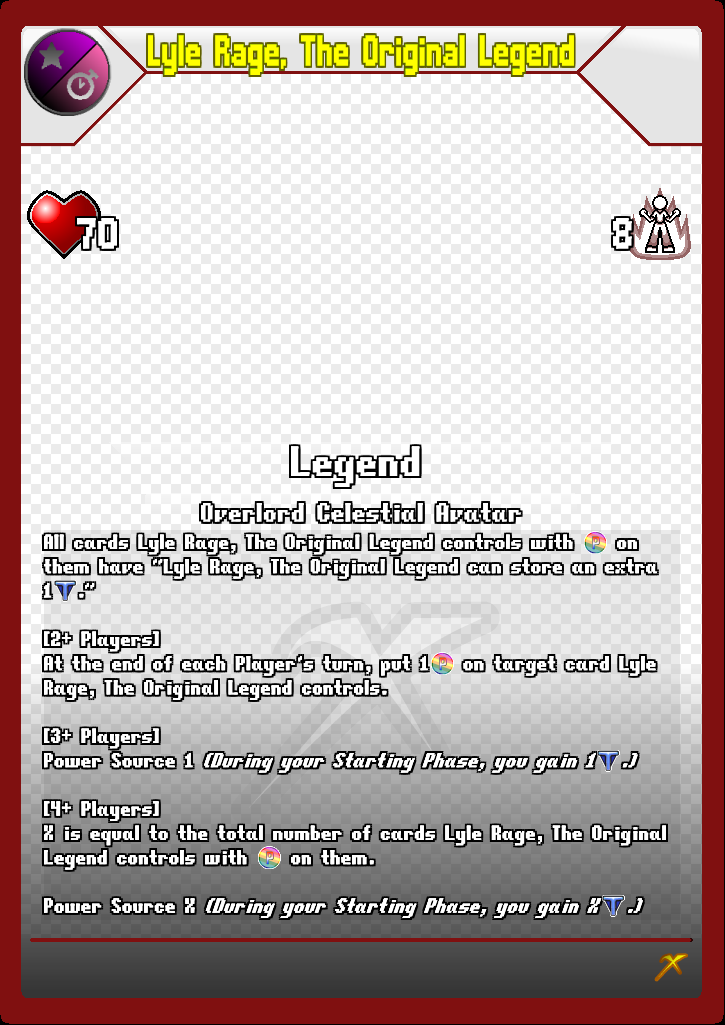 Lyle Rage, The Original Legend
70
8
Legend
Overlord Celestial Avatar
All cards Lyle Rage, The Original Legend controls with P on
them have "Lyle Rage, The Original Legend can store an extra
1T."
[2+ Players]
At the end of each Player's turn, put 1P on target card Lyle
Rage, The Original Legend controls.
[3+ Players]
Power Source 1 (During your Starting Phase, you gain 1T.)
[4+ Players]
X is equal to the total number of cards Lyle Rage, The Original
Legend controls with P on them.
Power Source X (During your Starting Phase, you gain XT.)